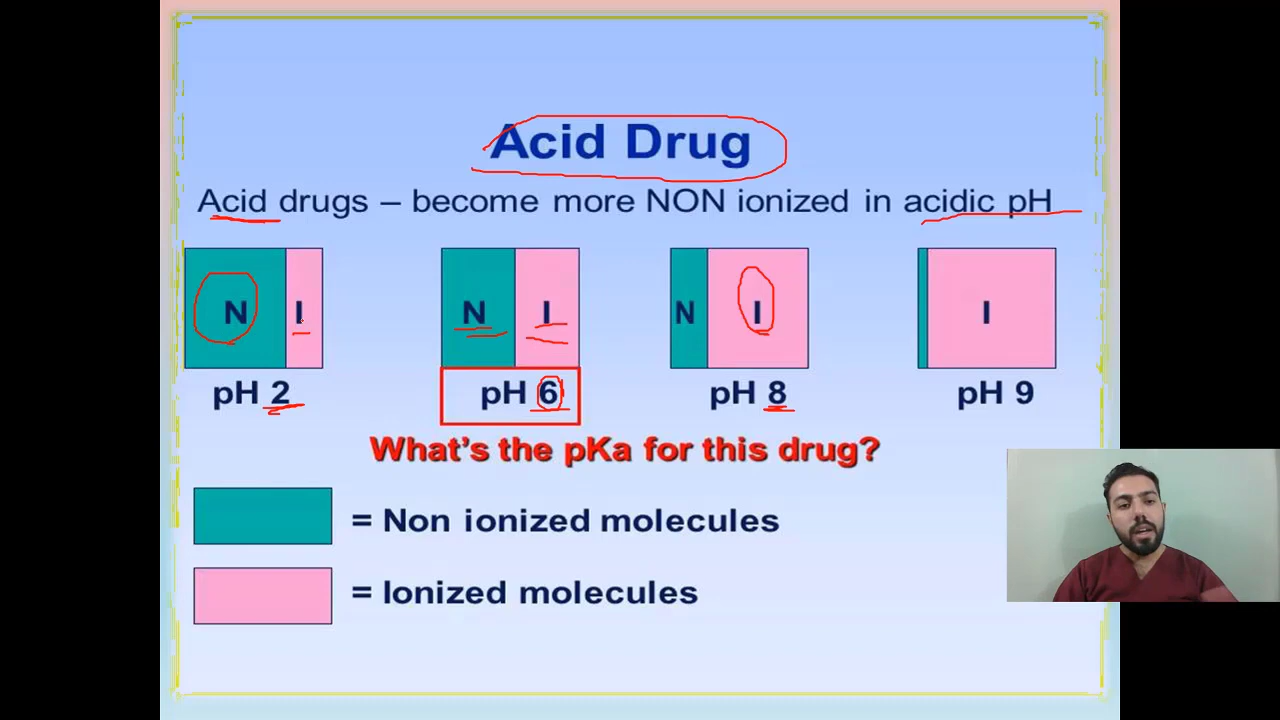 Acid Drug
Acid drugs – become more NON ionized in acidic pH
N I N I N I I
pH 2 pH 6 pH 8 pH 9
What's the pKa for this drug?
= Non ionized molecules
= Ionized molecules